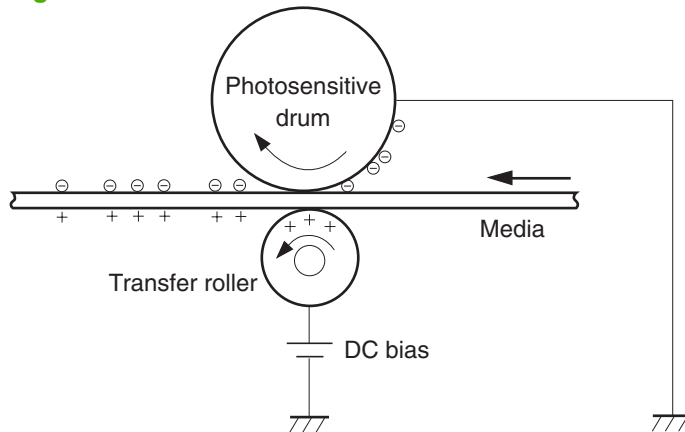 Photosensitive
drum
Media
Transfer roller
DC bias